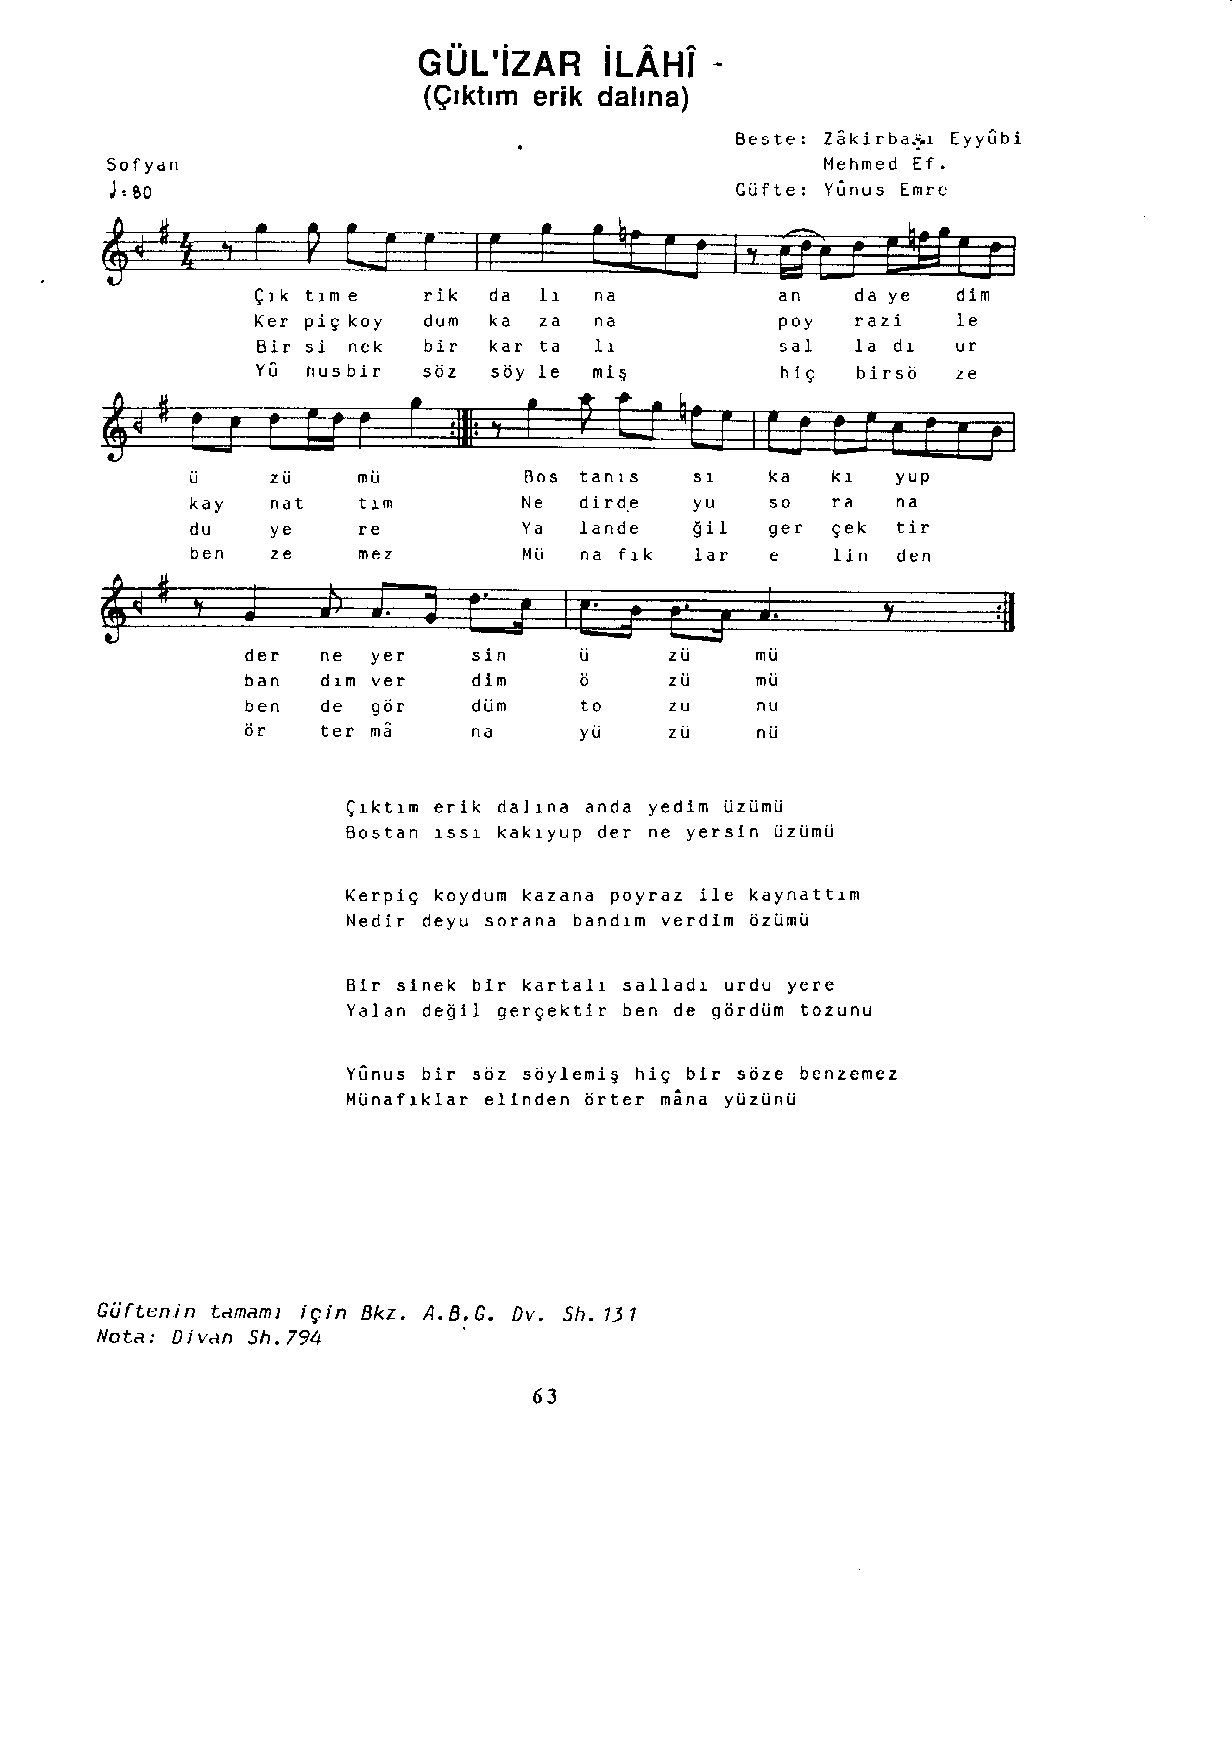 GÜL'İZAR İLÂHÎ -
(Çıktım erik dalına)
Beste: Zâkirbaşı Eyyûbi
Sofyan
Mehmed Ef.
♩=80
Güfte: Yûnus Emre
4/4
Çık tım e rik da lı na an da ye dim
Ker piç koy dum ka za na poy razi le
Bir si nek bir kar ta lı sal la dı ur
Yû nusbir söz söy le miş hiç birsö ze
ü zü mü Bos tanıs sı ka kı yup
kay nat tım Ne dirde yu so ra na
du ye re Ya lande ğil ger çek tir
ben ze mez Mü na fık lar e lin den
der ne yer sin ü zü mü
ban dım ver dim ö zü mü
ben de gör düm to zu nu
ör ter mâ na yü zü nü
Çıktım erik dalına anda yedim üzümü
Bostan ıssı kakıyup der ne yersin üzümü
Kerpiç koydum kazana poyraz ile kaynattım
Nedir deyu sorana bandım verdim özümü
Bir sinek bir kartalı salladı urdu yere
Yalan değil gerçektir ben de gördüm tozunu
Yûnus bir söz söylemiş hiç bir söze benzemez
Münafıklar elinden örter mâna yüzünü
Güftenin tamamı için Bkz. A.B.G. Dv. Sh.131
Nota: Divan Sh.794
63